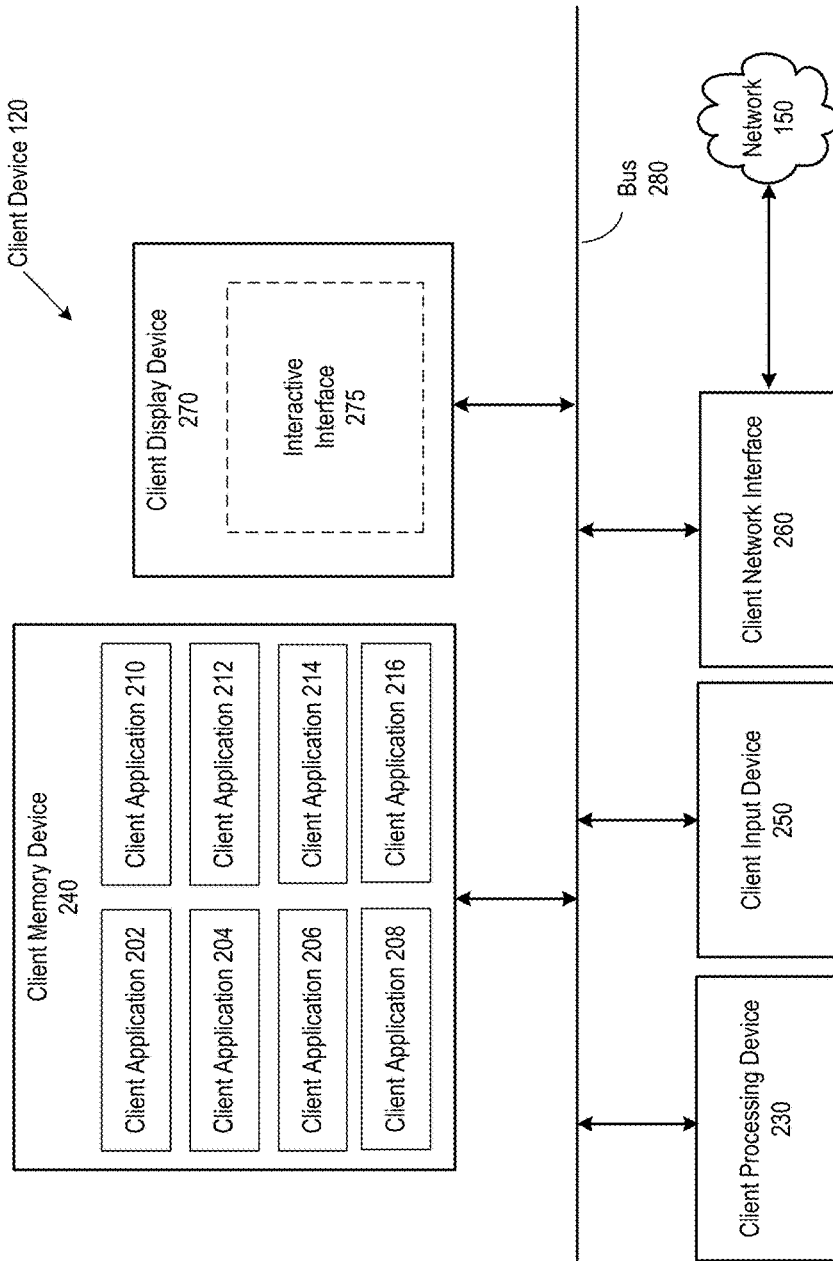 Client Device 120
Client Memory Device
240
Client Application 202
Client Application 210
Client Application 204
Client Application 212
Client Application 206
Client Application 214
Client Application 208
Client Application 216
Client Display Device
270
Interactive
Interface
275
Bus
280
Client Processing Device
230
Client Input Device
250
Client Network Interface
260
Network
150